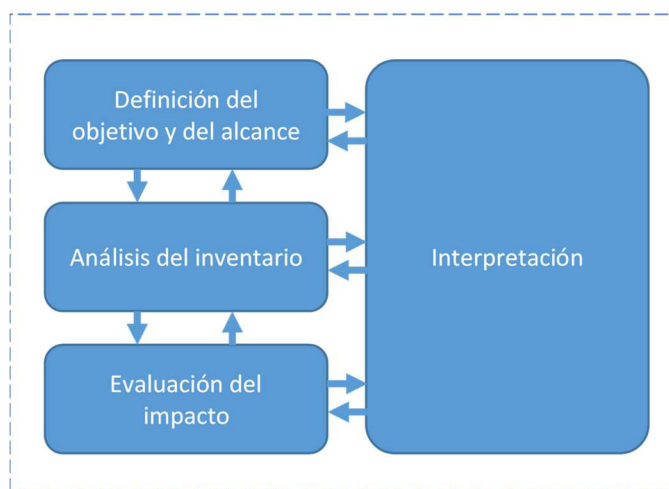 Definición del
objetivo y del alcance
Análisis del inventario
Interpretación
Evaluación del
impacto